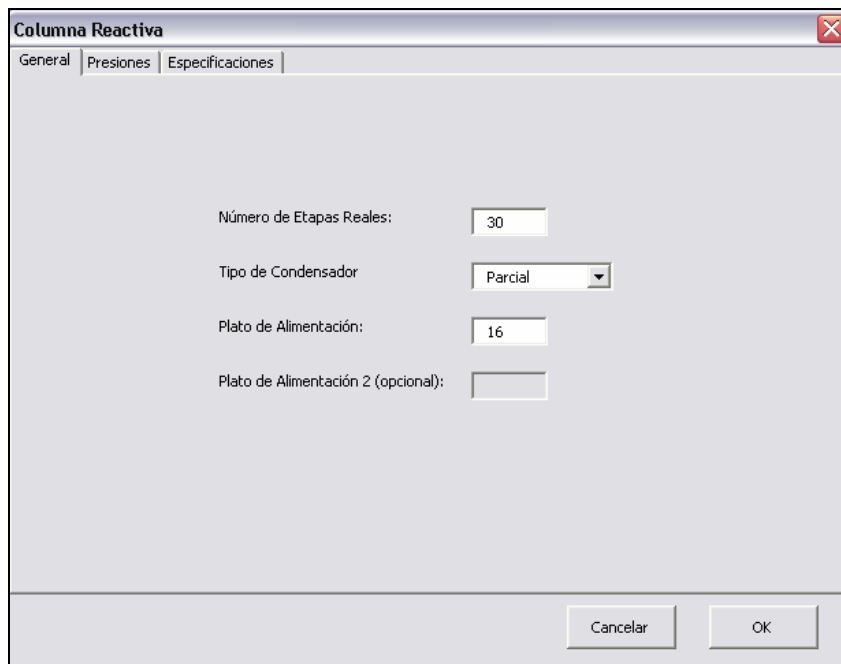 Columna Reactiva
General Presiones Especificaciones
Número de Etapas Reales: 30
Tipo de Condensador Parcial
Plato de Alimentación: 16
Plato de Alimentación 2 (opcional):
Cancelar OK